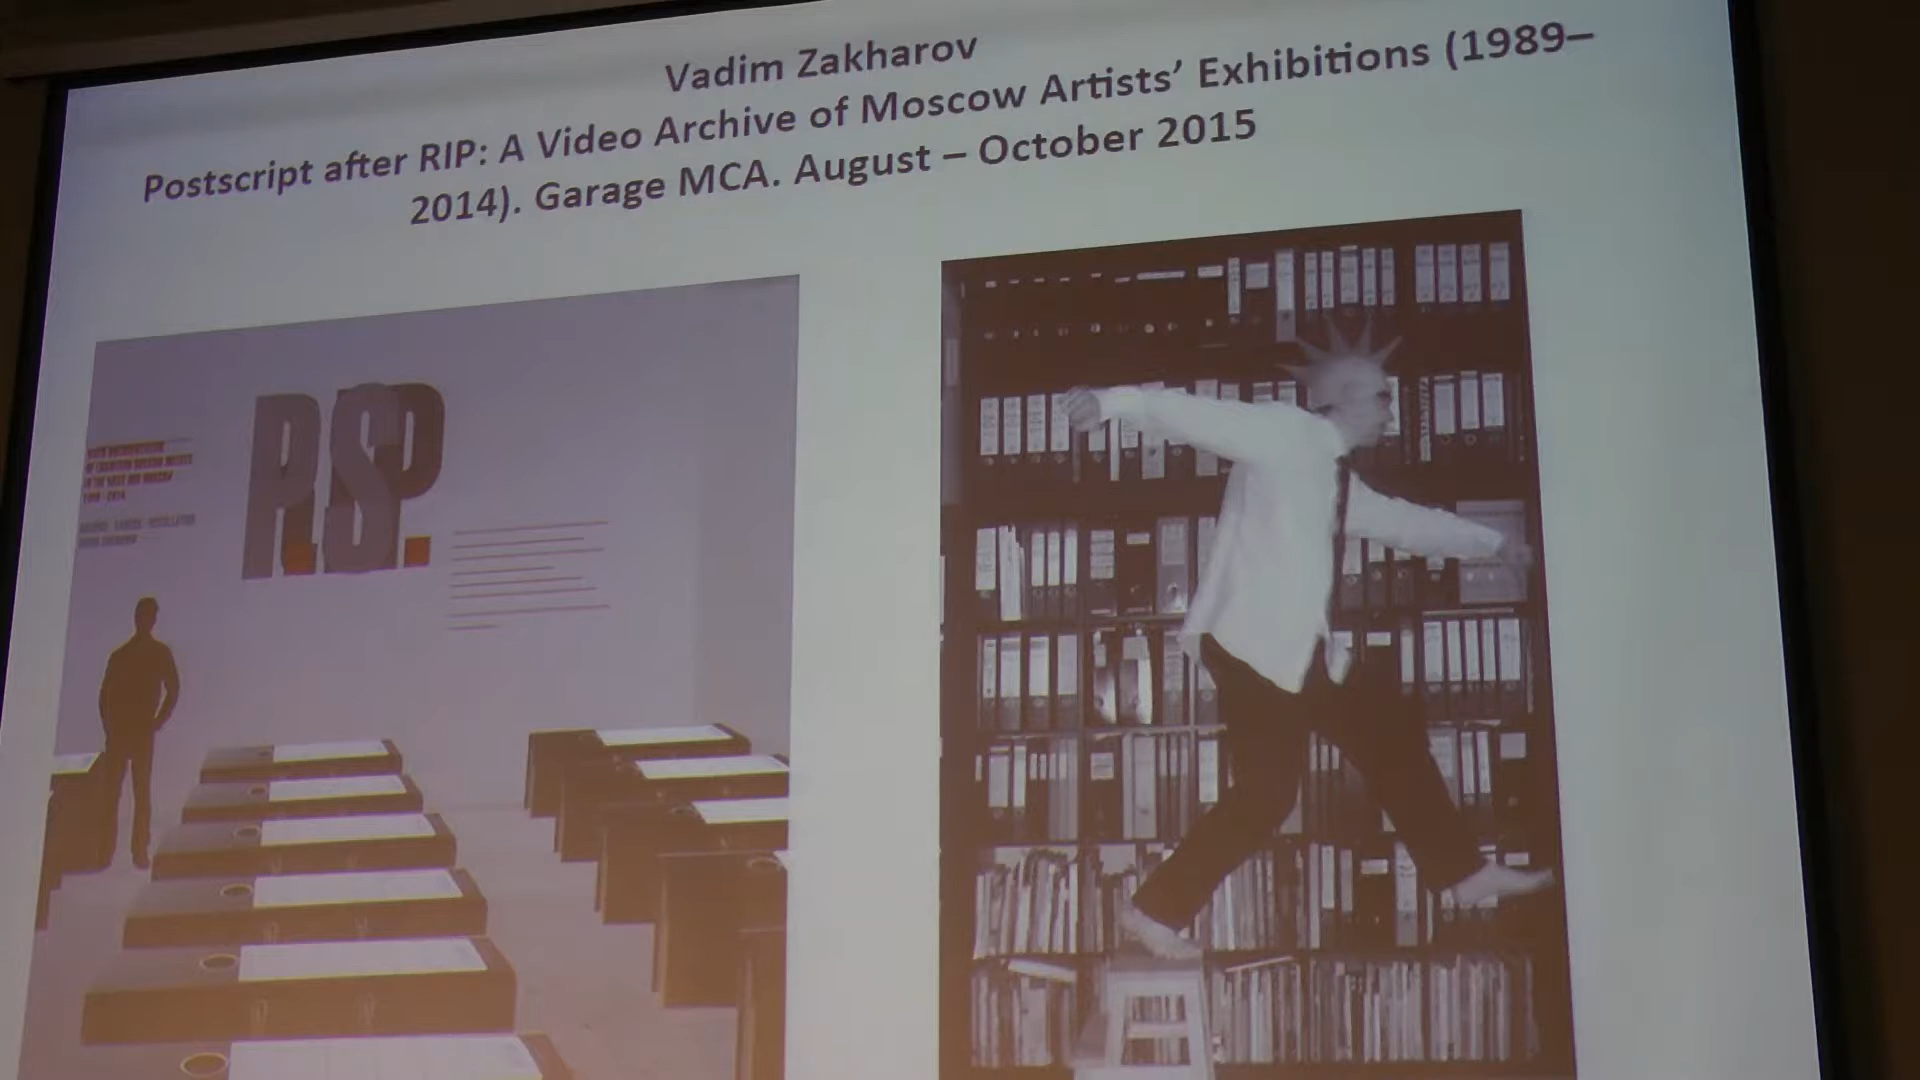 Vadim Zakharov
Postscript after RIP: A Video Archive of Moscow Artists’ Exhibitions (1989–
2014). Garage MCA. August – October 2015